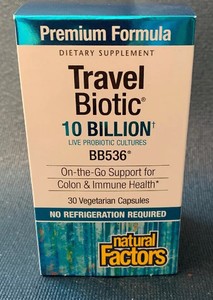 Premium Formula
DIETARY SUPPLEMENT
Travel
Biotic®
10 BILLION†
LIVE PROBIOTIC CULTURES
BB536®
On-the-Go Support for
Colon & Immune Health*
30 Vegetarian Capsules
NO REFRIGERATION REQUIRED
natural
Factors